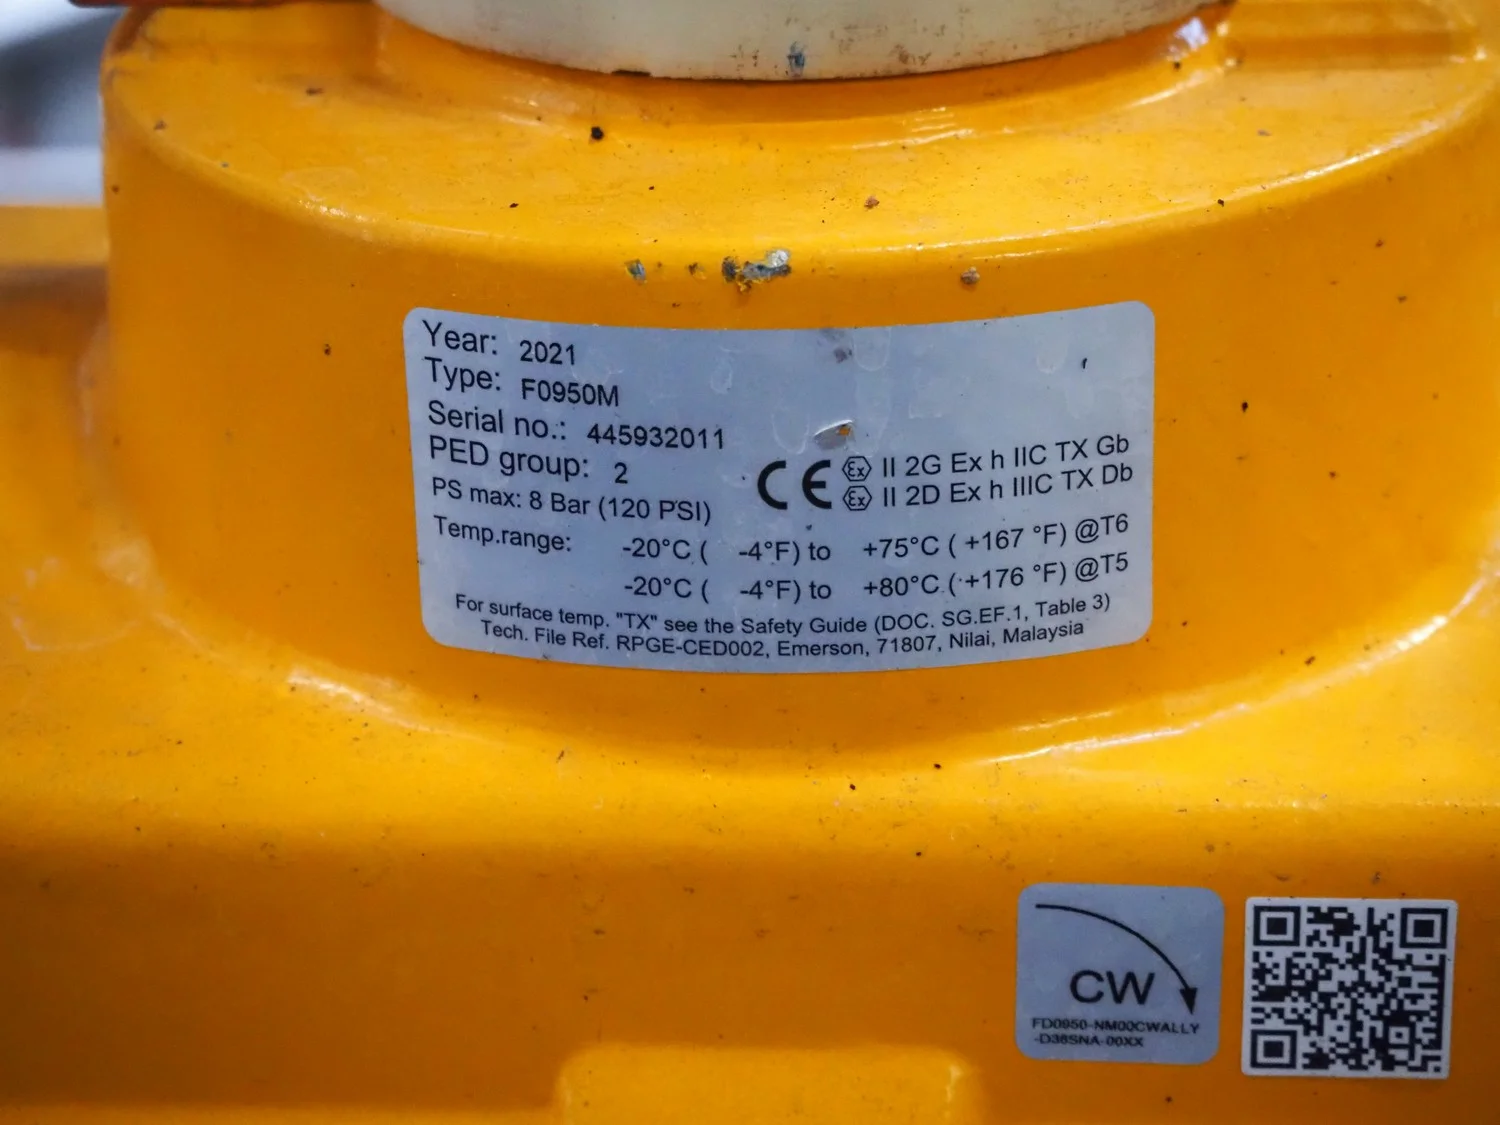 Year: 2021
Type: F0950M
Serial no.: 445932011
PED group: 2
PS max: 8 Bar (120 PSI)
CE Ex II 2G Ex h IIC TX Gb
Ex II 2D Ex h IIIC TX Db
Temp.range: -20°C ( -4°F) to +75°C ( +167 °F) @T6
-20°C ( -4°F) to +80°C ( +176 °F) @T5
For surface temp. "TX" see the Safety Guide (DOC. SG.EF.1, Table 3)
Tech. File Ref. RPGE-CED002, Emerson, 71807, Nilai, Malaysia
CW
FD0950-NM00CWALLY
-D38SNA-00XX